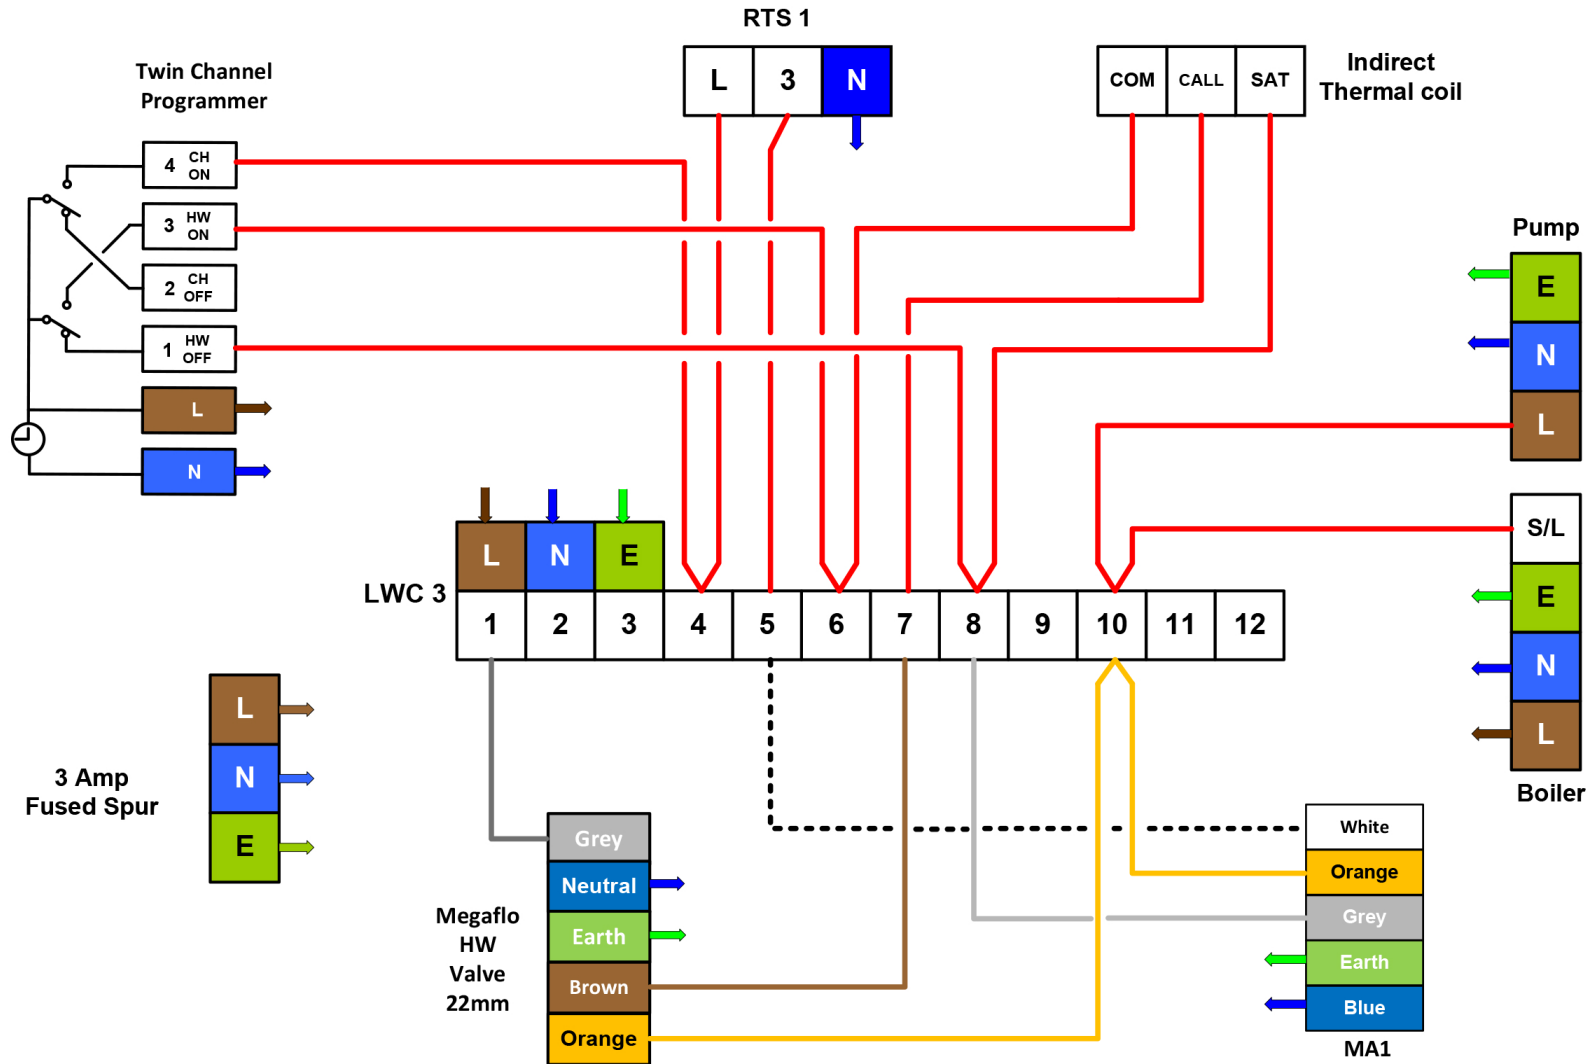 RTS 1
L 3 N
COM CALL SAT
Indirect
Thermal coil
Twin Channel
Programmer
4 CH
ON
3 HW
ON
2 CH
OFF
1 HW
OFF
L
N
Pump
E
N
L
S/L
E
N
L
Boiler
L N E
LWC 3
1 2 3 4 5 6 7 8 9 10 11 12
L
N
E
3 Amp
Fused Spur
Megaflo
HW
Valve
22mm
Grey
Neutral
Earth
Brown
Orange
White
Orange
Grey
Earth
Blue
MA1